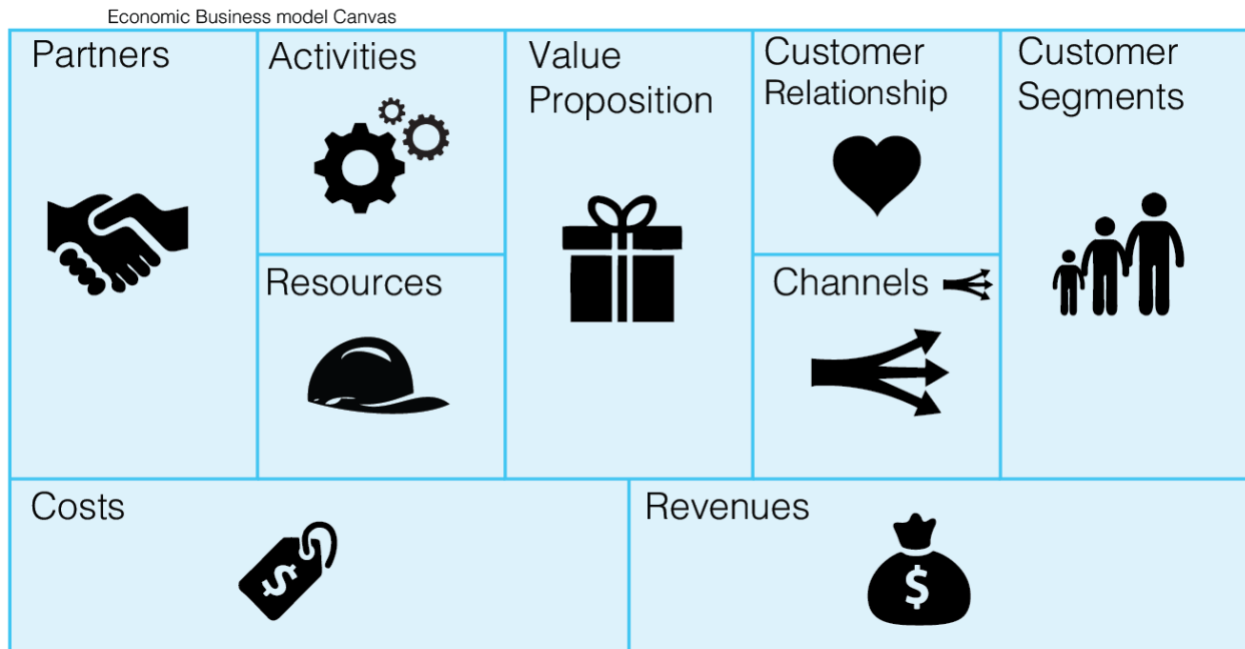 Economic Business model Canvas
Partners
Activities
Resources
Value
Proposition
Customer
Relationship
Channels
Customer
Segments
Costs
$
Revenues
$